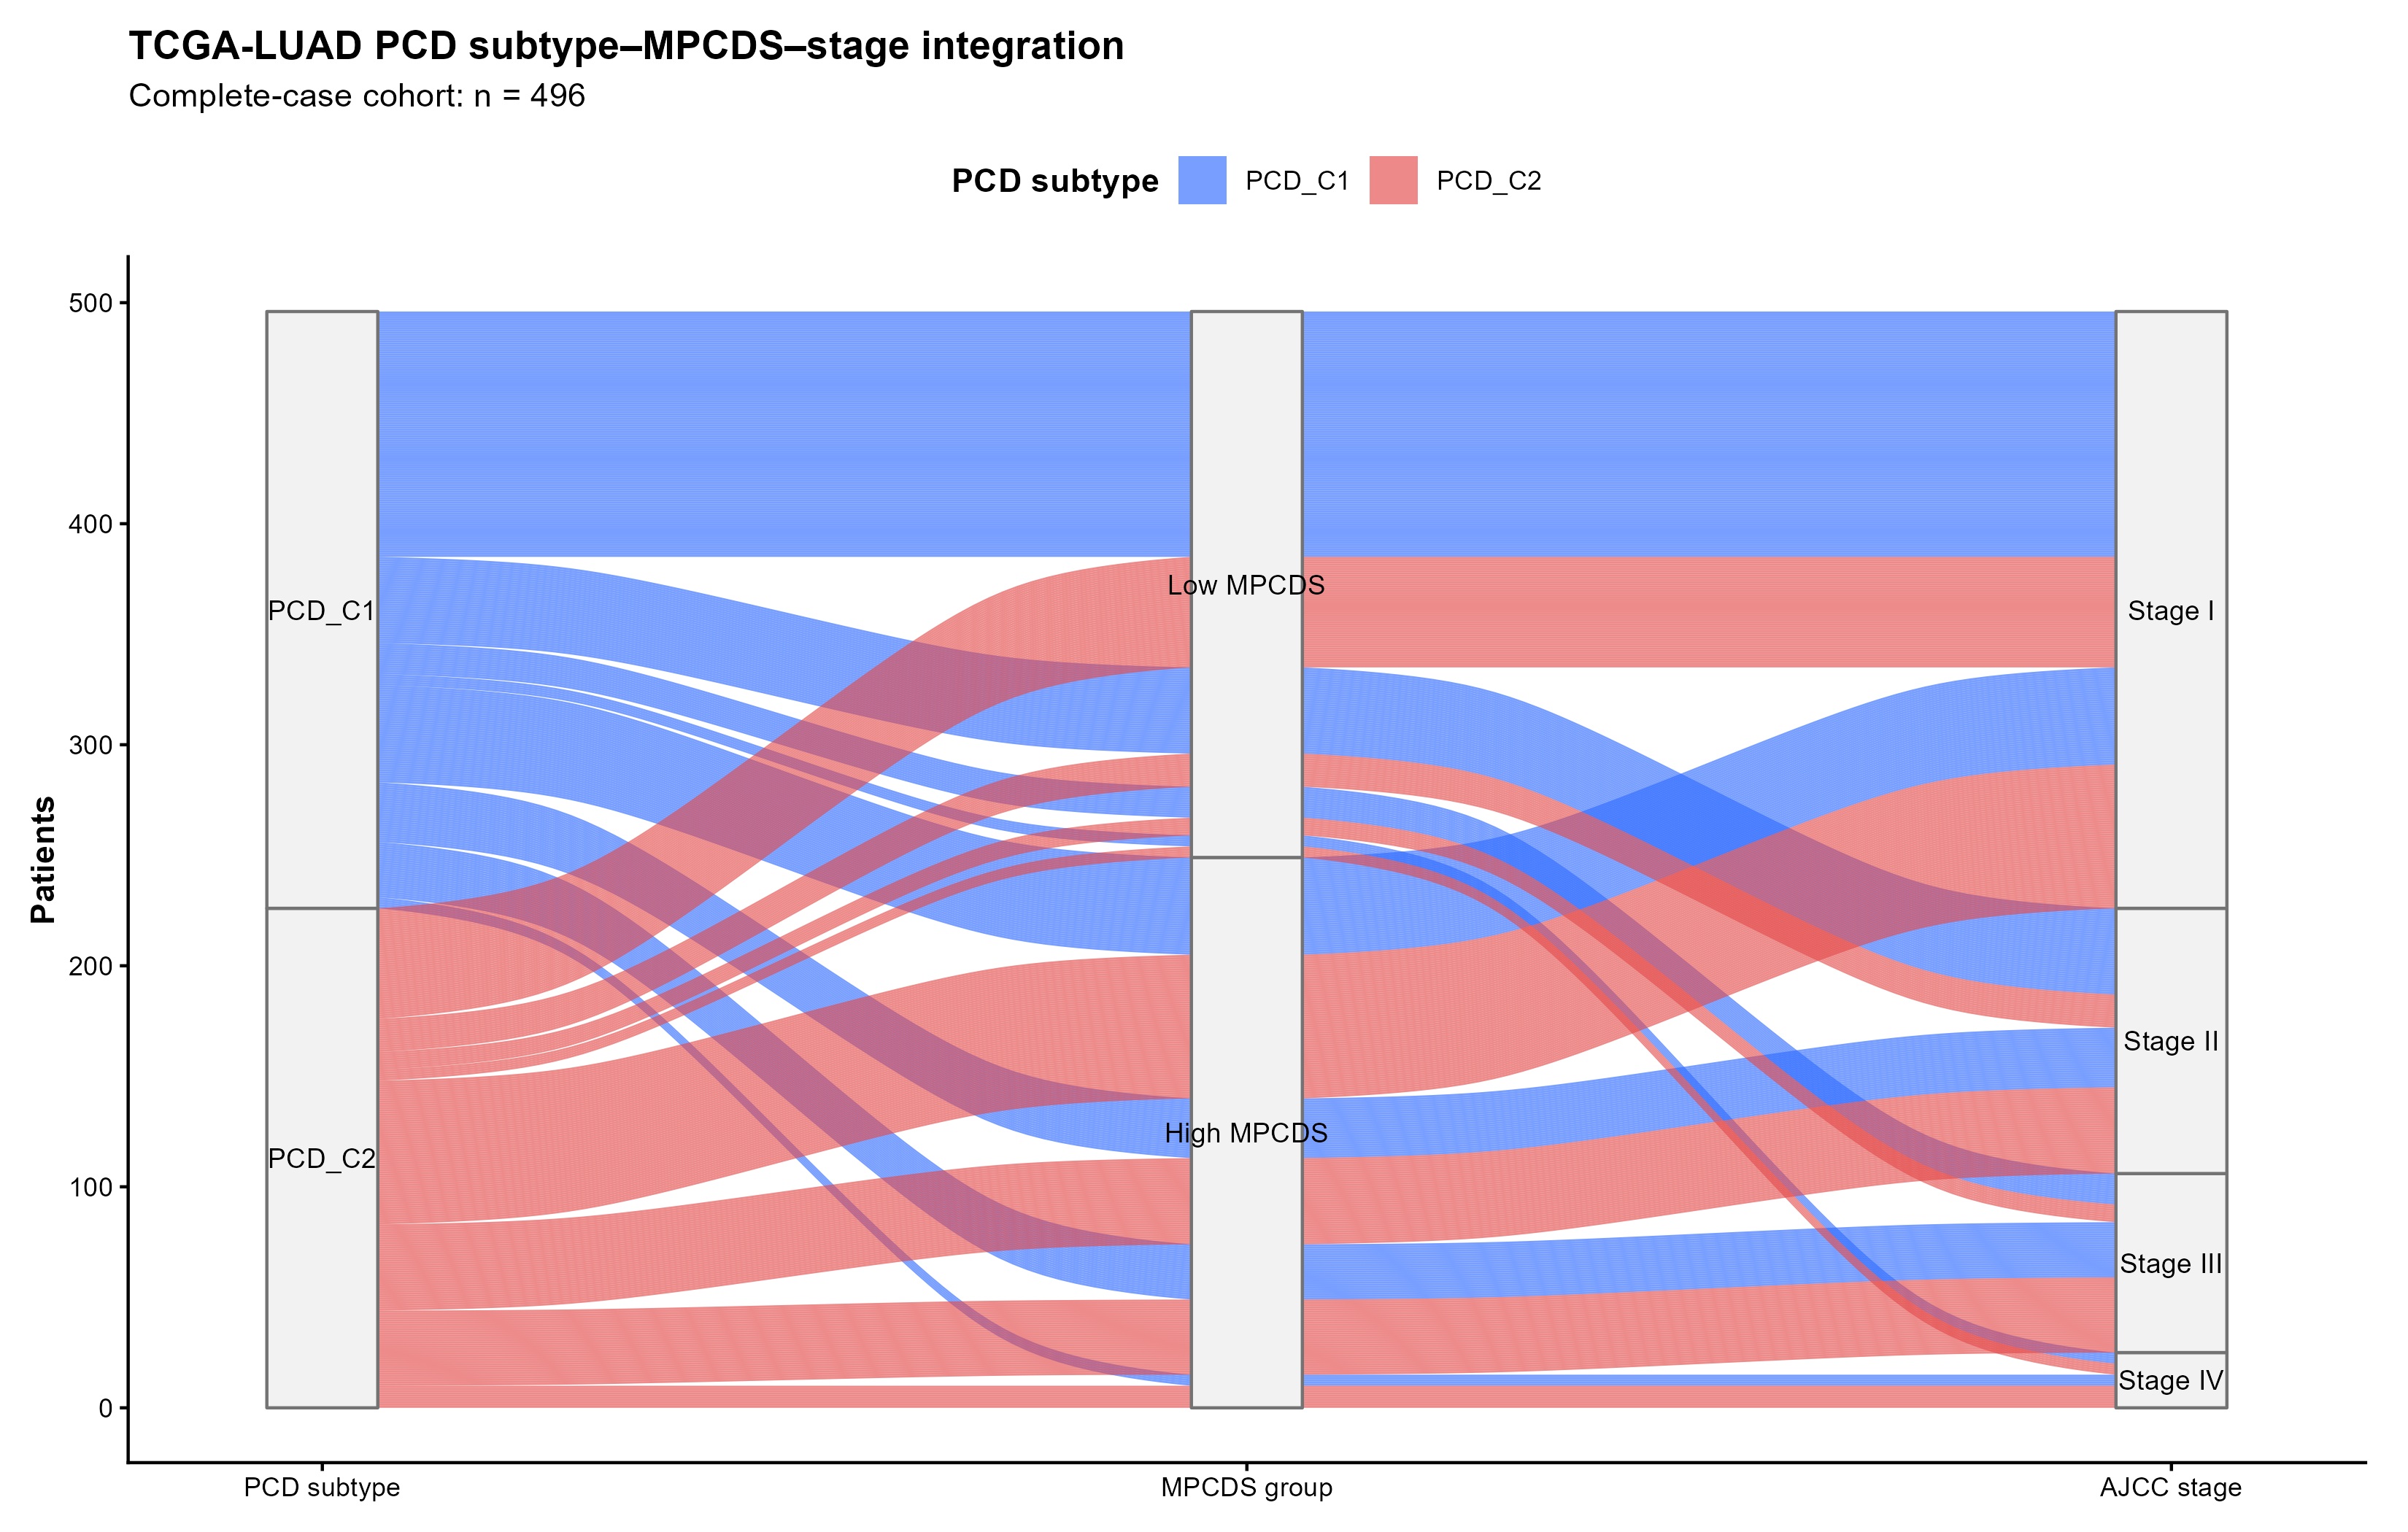 TCGA-LUAD PCD subtype–MPCDS–stage integration
Complete-case cohort: n = 496
PCD subtype PCD_C1 PCD_C2
Patients
500
400
300
200
100
0
PCD_C1
PCD_C2
Low MPCDS
High MPCDS
Stage I
Stage II
Stage III
Stage IV
PCD subtype MPCDS group AJCC stage